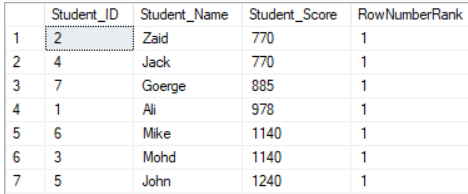 Student_ID Student_Name Student_Score RowNumberRank
1 2 Zaid 770 1
2 4 Jack 770 1
3 7 Goerge 885 1
4 1 Ali 978 1
5 6 Mike 1140 1
6 3 Mohd 1140 1
7 5 John 1240 1